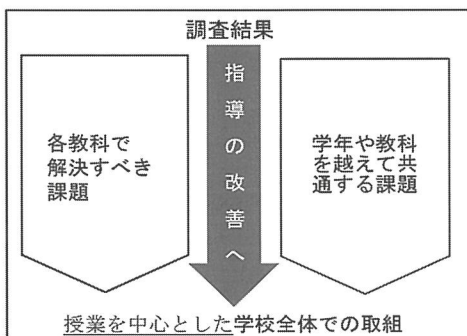 調査結果
各教科で
解決すべき
課題
指導の改善へ
学年や教科
を越えて共
通する課題
授業を中心とした学校全体での取組